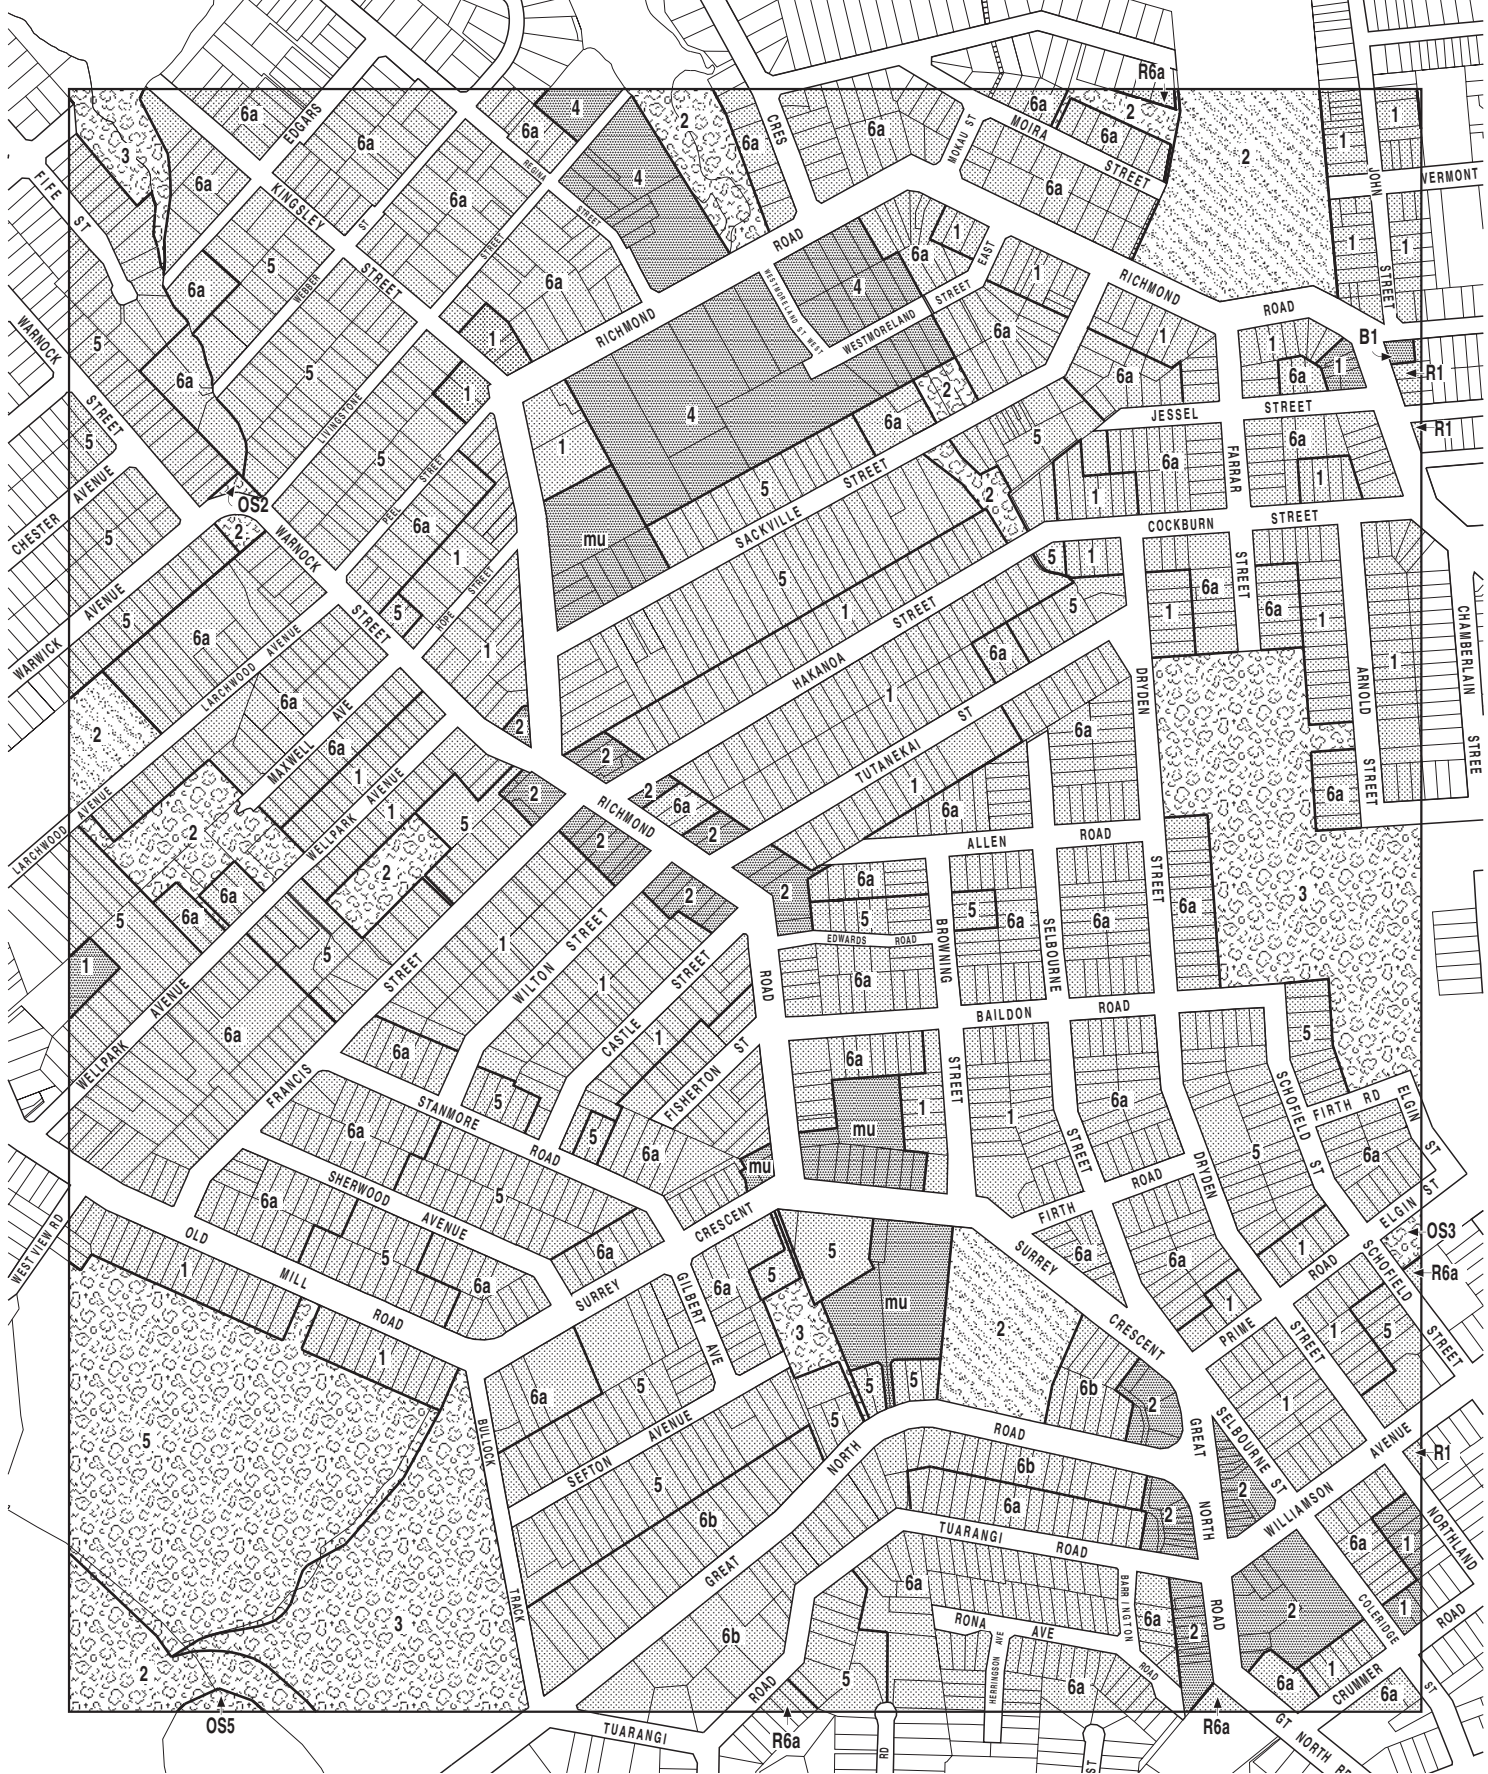 R6a
6a
4
2
6a
MOIRA
2
CRES
6a
6a
EDGARS
6a
6a
6a
MOKAU ST
STREET
1
1
3
2
FIFE
ST
6a
KINGSLEY
ST
6a
REGINA
STREET
4
6a
JOHN
VERMONT
5
STREET
STREET
ROAD
1
EAST
1
1
6a
WEBBER
6a
WESTMORELAND ST. WEST
4
6a
STREET
1
RICHMOND
ROAD
STREET
WARNOCK
5
1
RICHMOND
WESTMORELAND
6a
1
1
B1
6a
5
1
2
6a
6a
1
R1
STREET
LIVINGSTONE
4
6a
JESSEL
STREET
5
5
1
5
FARRAR
6a
R1
CHESTER
AVENUE
STREET
5
STREET
6a
1
OS2
2
PEEL
6a
mu
SACKVILLE
2
1
COCKBURN
STREET
5
WARNOCK
1
5
5
1
STREET
CHAMBERLAIN
AVENUE
STREET
STREET
HOPE
5
1
STREET
5
1
6a
6a
1
WARWICK
5
6a
AVENUE
LARCHWOOD
1
HAKANOA
6a
DRYDEN
ARNOLD
1
6a
AVE
MAXWELL
2
1
ST
6a
STREE
2
6a
2
TUTANEKAI
STREET
AVENUE
1
AVENUE
1
2
2
1
6a
6a
LARCHWOOD
2
WELLPARK
5
RICHMOND
6a
2
2
ALLEN
ROAD
2
6a
STREET
5
6a
6a
2
2
6a
5
5
BROWNING
6a
SELBOURNE
6a
6a
3
1
5
STREET
1
WILTON
STREET
STREET
EDWARDS
ROAD
6a
AVENUE
6a
1
CASTLE
1
ROAD
BAILDON
ROAD
5
WELLPARK
FRANCIS
6a
ST
FISHERTON
6a
STREET
1
1
6a
SCHOFIELD
FIRTH RD
ELGIN
ST
STANMORE
5
5
ROAD
6a
mu
mu
STREET
DRYDEN
5
6a
ST
6a
SHERWOOD
AVENUE
5
6a
CRESCENT
ROAD
FIRTH
ELGIN ST
WEST VIEW RD
OLD
MILL
ROAD
1
5
6a
6a
SURREY
GILBERT
AVE
6a
5
5
SURREY
6a
6a
1
ROAD
SCHOFIELD
OS3
R6a
1
3
mu
2
CRESCENT
1
PRIME
STREET
1
5
STREET
5
6a
5
5
5
6b
2
GREAT
1
SELBOURNE ST
AVENUE
R1
BULLOCK
SEFTON
AVENUE
5
NORTH
5
ROAD
6b
6b
6a
2
NORTH
2
WILLIAMSON
NORTHLAND
TRACK
GREAT
TUARANGI
ROAD
6a
1
3
6a
BARRINGTON
6a
ROAD
2
2
COLERIDGE
1
ROAD
RONA
AVE
6b
AVE
HERRINGSON
ROAD
2
5
6a
ROAD
6a
1
CRUMMER
6a
ST
OS5
TUARANGI
R6a
RD
R6a
GT
NORTH RD
ST